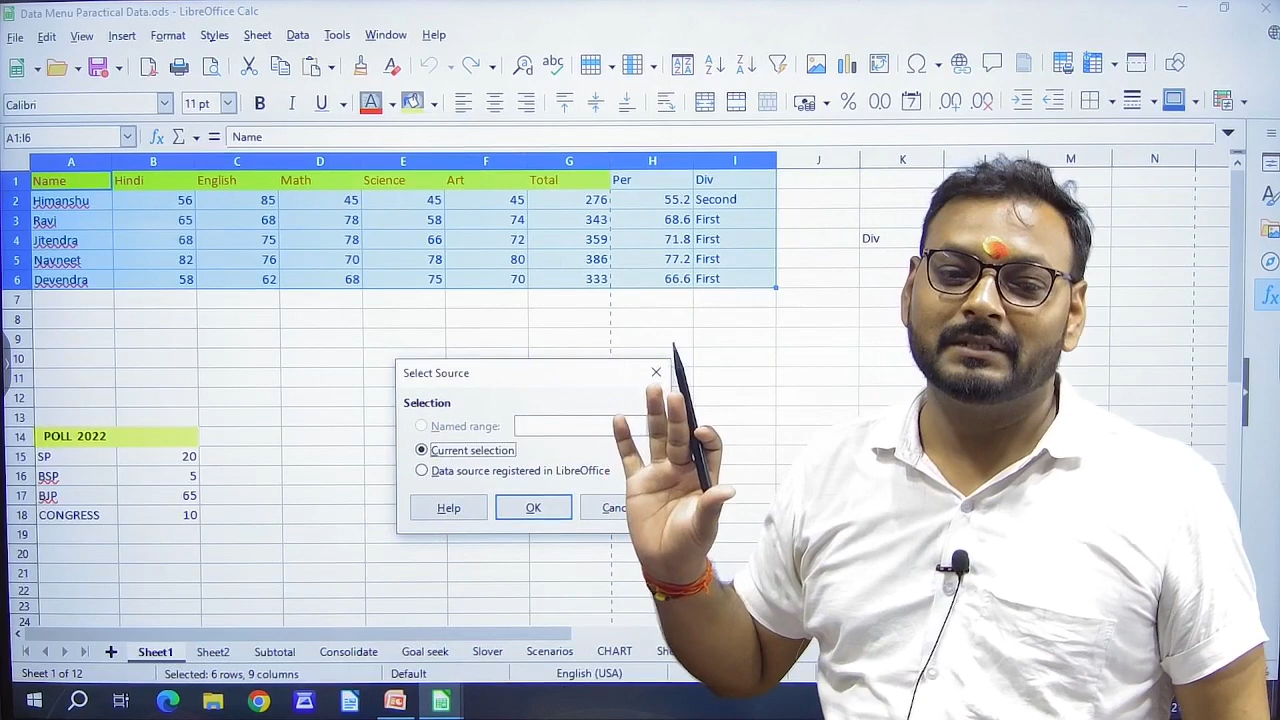 Data Menu Paractical Data.ods - LibreOffice Calc
File Edit View Insert Format Styles Sheet Data Tools Window Help
Calibri 11 pt B I U A
A1:I6 fx Σ = Name
A B C D E F G H I J K M N
1 Name Hindi English Math Science Art Total Per Div
2 Himanshu 56 85 45 45 45 276 55.2 Second
3 Ravi 65 68 78 58 74 343 68.6 First
4 Jitendra 68 75 78 66 72 359 71.8 First Div
5 Navneet 82 76 70 78 80 386 77.2 First
6 Devendra 58 62 68 75 70 333 66.6 First
7
8
9
10
11
12
13
14 POLL 2022
15 SP 20
16 BSP 5
17 BJP 65
18 CONGRESS 10
19
20
21
22
23
24
Select Source
Selection
Named range:
Current selection
Data source registered in LibreOffice
Help OK Canc
Sheet1 Sheet2 Subtotal Consolidate Goal seek Slover Scenarios CHART
Sheet 1 of 12 Selected: 6 rows, 9 columns Default English (USA)